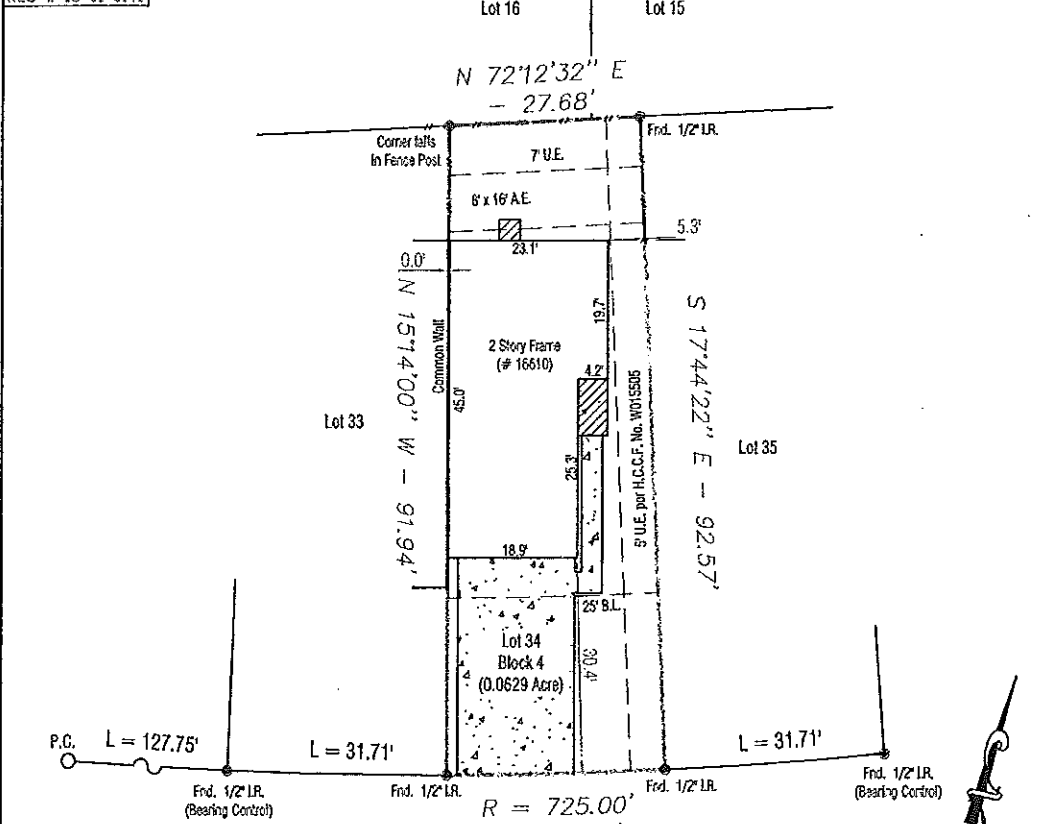 Lot 16
Lot 15
N 72°12'32" E
- 27.68'
Corner falls
In Fence Post
Fnd. 1/2" I.R.
7' U.E.
6' x 16' A.E.
5.3'
23.1'
0.0'
N 15°14'00" W - 91.94'
Common Wall
45.0'
2 Story Frame
(# 16610)
19.7'
4.2'
25.3'
5' U.E. per H.C.C.F. No. W015505
S 17°44'22" E - 92.57'
Lot 33
Lot 35
18.9'
25' B.L.
Lot 34
Block 4
(0.0629 Acre)
30.4'
P.C.
L = 127.75'
L = 31.71'
L = 31.71'
Fnd. 1/2" I.R.
(Bearing Control)
Fnd. 1/2" I.R.
Fnd. 1/2" I.R.
Fnd. 1/2" I.R.
(Bearing Control)
R = 725.00'